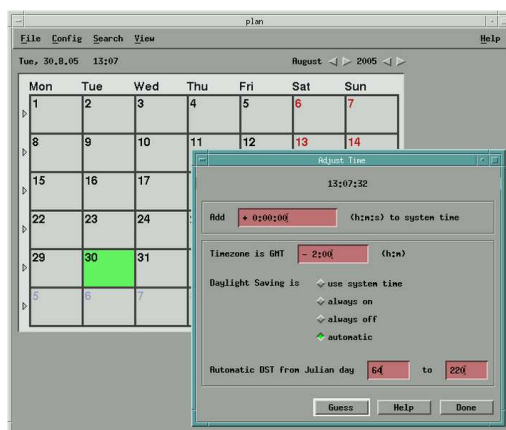 plan
File Config Search View Help
Tue, 30.8.05 13:07 August 2005
Mon Tue Wed Thu Fri Sat Sun
1 2 3 4 5 6 7
8 9 10 11 12 13 14
Adjust Time
13:07:32
15 16 17
Add + 0:00:00 (h:m:s) to system time
22 23 24
Timezone is GMT - 2:00 (h:m)
29 30 31
Daylight Saving is use system time
always on
5 6 7
always off
automatic
Automatic DST from Julian day 64 to 220
Guess Help Done